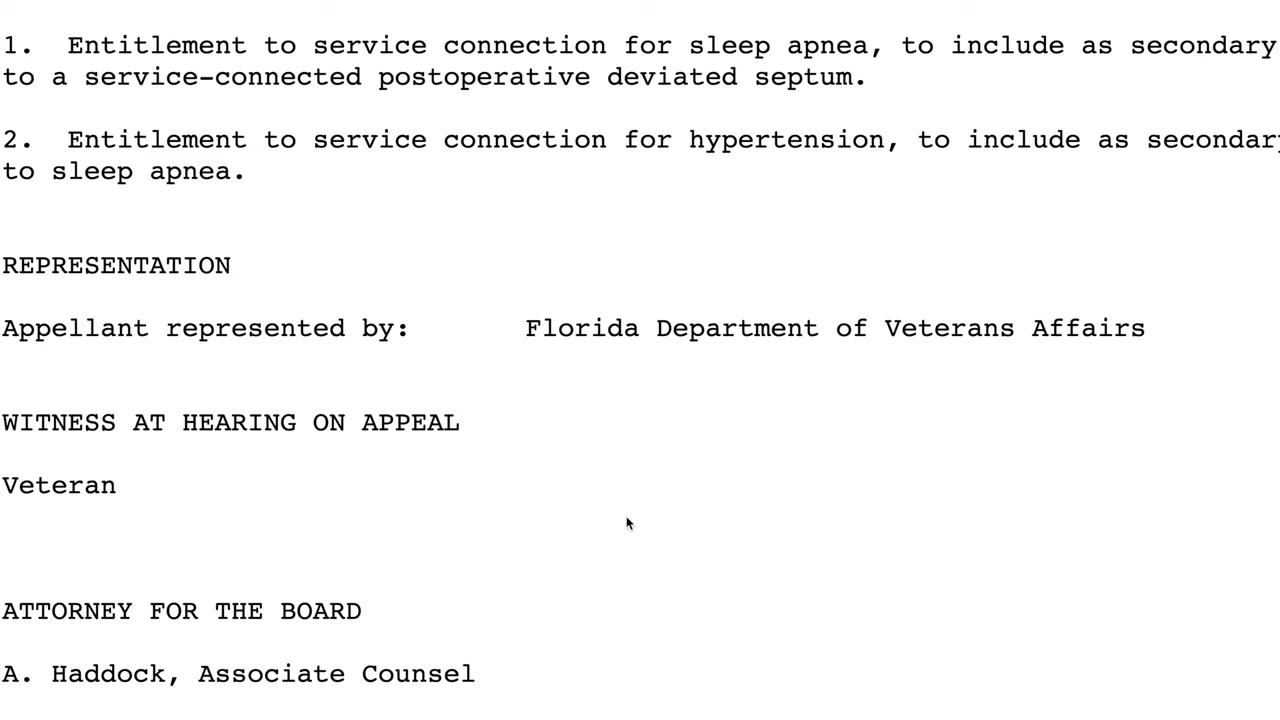 1.  Entitlement to service connection for sleep apnea, to include as secondary
to a service-connected postoperative deviated septum.
2.  Entitlement to service connection for hypertension, to include as secondary
to sleep apnea.
REPRESENTATION
Appellant represented by:       Florida Department of Veterans Affairs
WITNESS AT HEARING ON APPEAL
Veteran
ATTORNEY FOR THE BOARD
A. Haddock, Associate Counsel